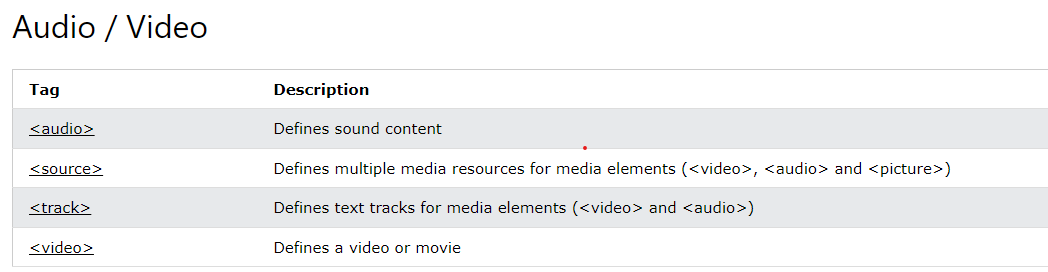 Audio / Video
Tag Description
<audio> Defines sound content
<source> Defines multiple media resources for media elements (<video>, <audio> and <picture>)
<track> Defines text tracks for media elements (<video> and <audio>)
<video> Defines a video or movie